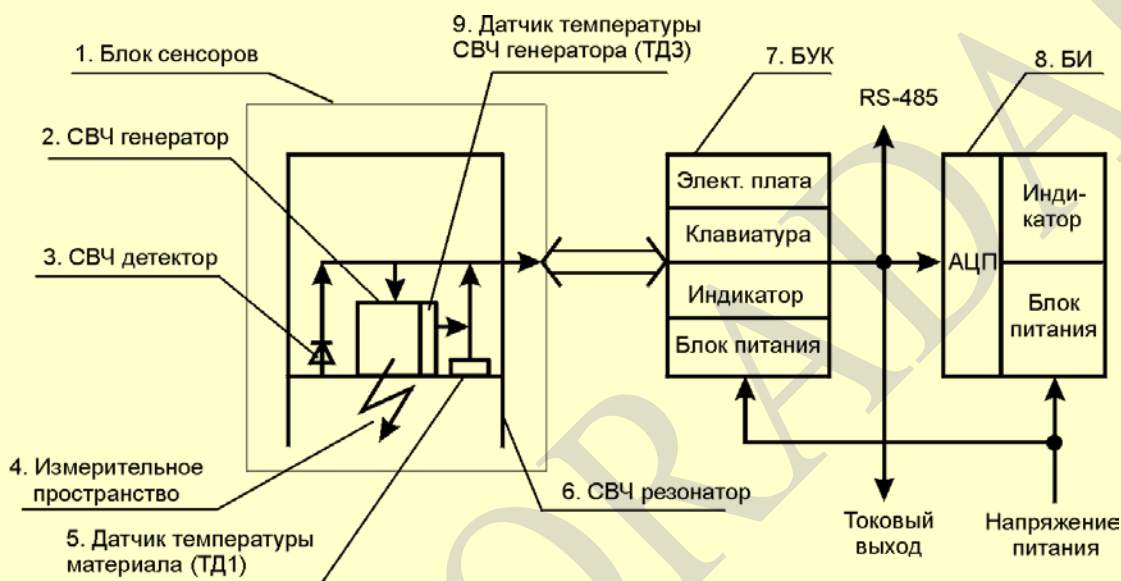 9. Датчик температуры
СВЧ генератора (ТД3)
1. Блок сенсоров
7. БУК
8. БИ
RS-485
2. СВЧ генератор
Элект. плата
Инди-
катор
Клавиатура
3. СВЧ детектор
АЦП
Индикатор
Блок
питания
Блок питания
4. Измерительное
пространство
6. СВЧ резонатор
5. Датчик температуры
материала (ТД1)
Токовый
выход
Напряжение
питания